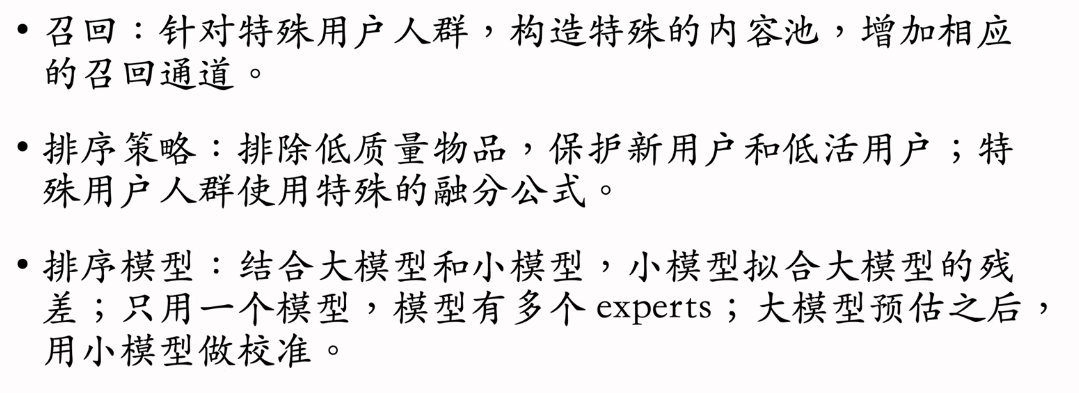 • 召回：针对特殊用户人群，构造特殊的内容池，增加相应
的召回通道。
• 排序策略：排除低质量物品，保护新用户和低活用户；特
殊用户人群使用特殊的融分公式。
• 排序模型：结合大模型和小模型，小模型拟合大模型的残
差；只用一个模型，模型有多个 experts；大模型预估之后，
用小模型做校准。